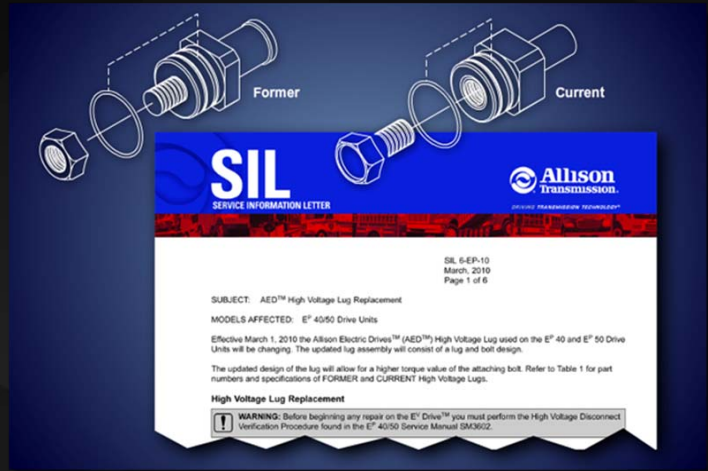 Former
Current
SIL
SERVICE INFORMATION LETTER
Allison
Transmission.
DRIVING TRANSMISSION TECHNOLOGY
SIL 6-EP-10
March, 2010
Page 1 of 6
SUBJECT: AED™ High Voltage Lug Replacement
MODELS AFFECTED: Eᴾ 40/50 Drive Units
Effective March 1, 2010 the Allison Electric Drives™ (AED™) High Voltage Lug used on the Eᴾ 40 and Eᴾ 50 Drive
Units will be changing. The updated lug assembly will consist of a lug and bolt design.
The updated design of the lug will allow for a higher torque value of the attaching bolt. Refer to Table 1 for part
numbers and specifications of FORMER and CURRENT High Voltage Lugs.
High Voltage Lug Replacement
WARNING: Before beginning any repair on the Eⱽ Drive™ you must perform the High Voltage Disconnect
Verification Procedure found in the Eᴾ 40/50 Service Manual SM3602.